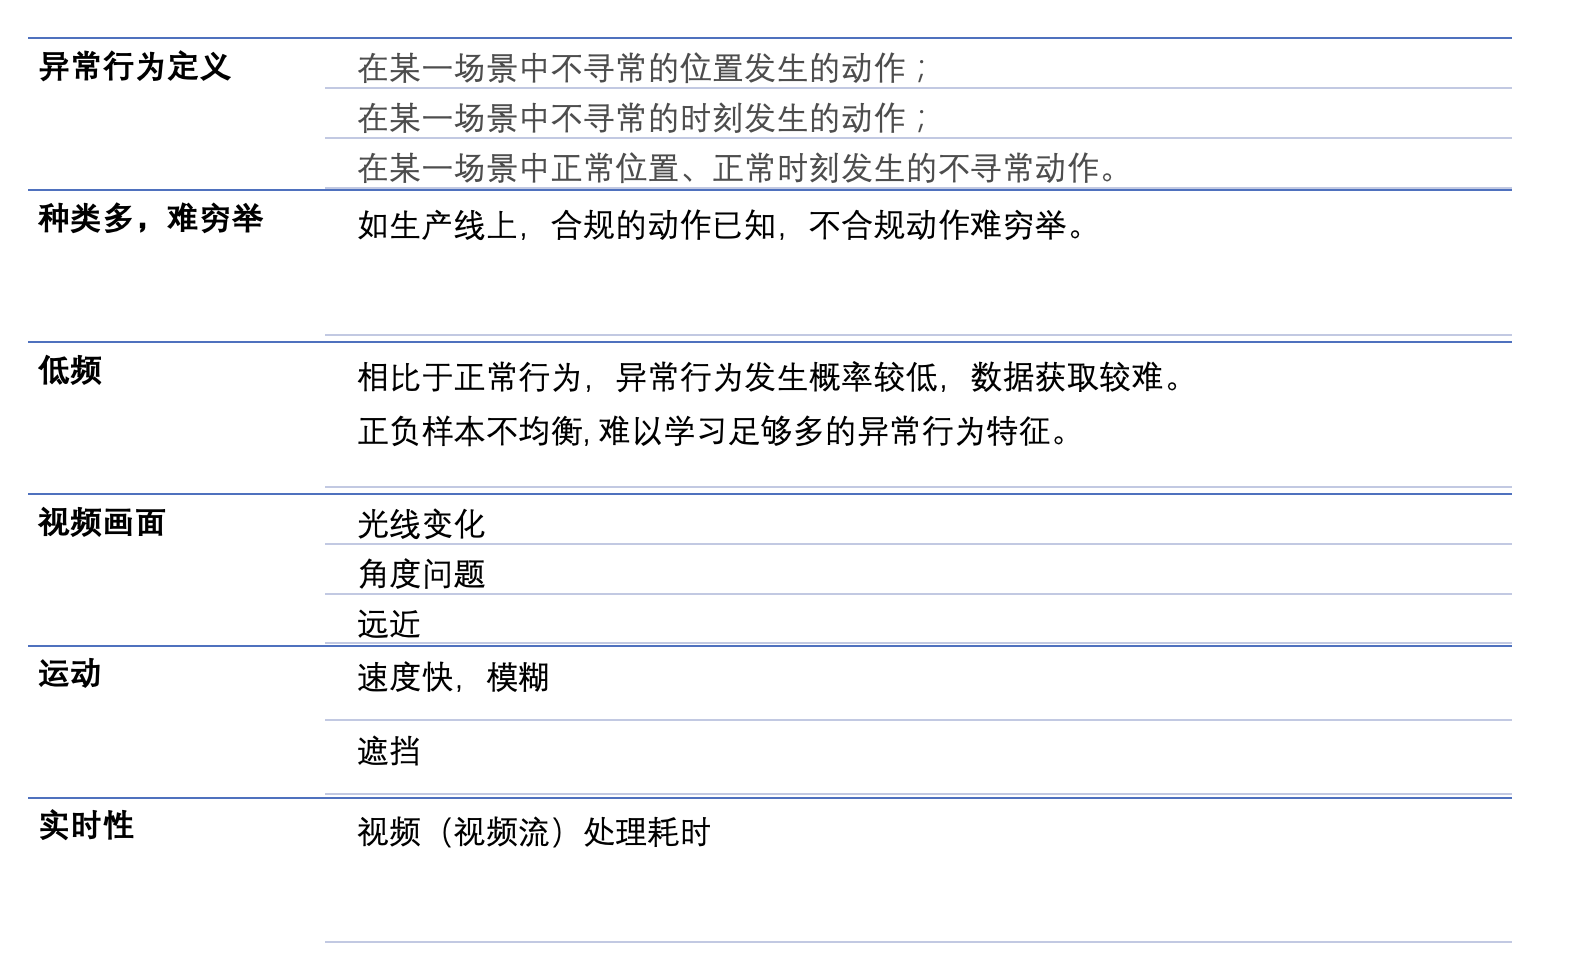 异常行为定义
在某一场景中不寻常的位置发生的动作；
在某一场景中不寻常的时刻发生的动作；
在某一场景中正常位置、正常时刻发生的不寻常动作。
种类多，难穷举
如生产线上，合规的动作已知，不合规动作难穷举。
低频
相比于正常行为，异常行为发生概率较低，数据获取较难。
正负样本不均衡,难以学习足够多的异常行为特征。
视频画面
光线变化
角度问题
远近
运动
速度快，模糊
遮挡
实时性
视频（视频流）处理耗时